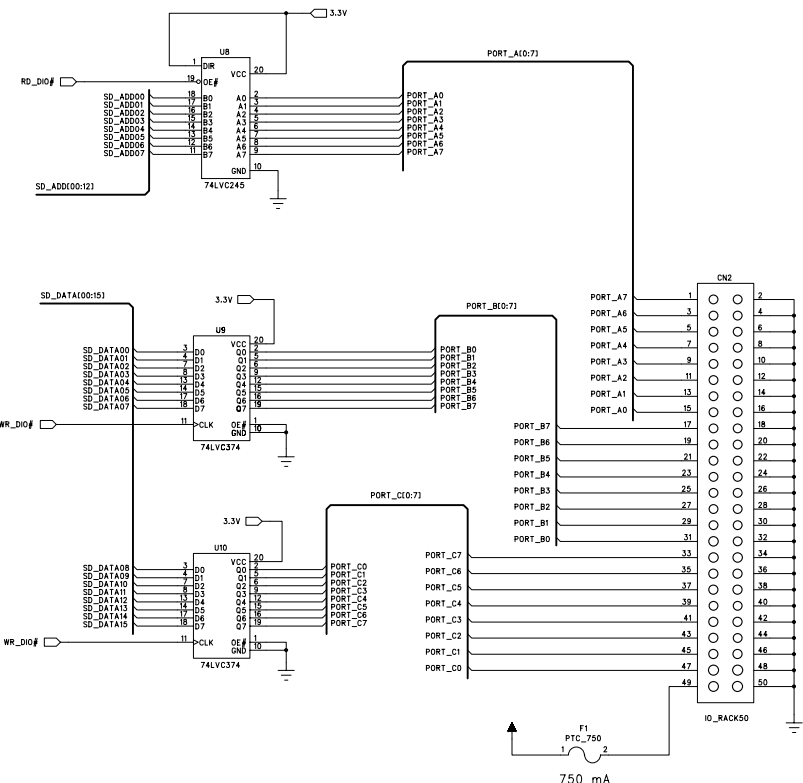 3.3V
U8
PORT_A[0:7]
1 DIR
VCC 20
RD_DIO#
19 OE#
SD_ADD00 18 B0 A0 2 PORT_A0
SD_ADD01 17 B1 A1 3 PORT_A1
SD_ADD02 16 B2 A2 4 PORT_A2
SD_ADD03 15 B3 A3 5 PORT_A3
SD_ADD04 14 B4 A4 6 PORT_A4
SD_ADD05 13 B5 A5 7 PORT_A5
SD_ADD06 12 B6 A6 8 PORT_A6
SD_ADD07 11 B7 A7 9 PORT_A7
GND 10
74LVC245
SD_ADD[00:12]
SD_DATA[00:15]
3.3V
U9
PORT_B[0:7]
VCC 20
SD_DATA00 3 D0 Q0 2 PORT_B0
SD_DATA01 4 D1 Q1 5 PORT_B1
SD_DATA02 7 D2 Q2 6 PORT_B2
SD_DATA03 8 D3 Q3 9 PORT_B3
SD_DATA04 13 D4 Q4 12 PORT_B4
SD_DATA05 14 D5 Q5 15 PORT_B5
SD_DATA06 17 D6 Q6 16 PORT_B6
SD_DATA07 18 D7 Q7 19 PORT_B7
WR_DIO# 11 >CLK OE# 1
GND 10
74LVC374
3.3V
U10
PORT_C[0:7]
VCC 20
SD_DATA08 3 D0 Q0 2 PORT_C0
SD_DATA09 4 D1 Q1 5 PORT_C1
SD_DATA10 7 D2 Q2 6 PORT_C2
SD_DATA11 8 D3 Q3 9 PORT_C3
SD_DATA12 13 D4 Q4 12 PORT_C4
SD_DATA13 14 D5 Q5 15 PORT_C5
SD_DATA14 17 D6 Q6 16 PORT_C6
SD_DATA15 18 D7 Q7 19 PORT_C7
WR_DIO# 11 >CLK OE# 1
GND 10
74LVC374
CN2
PORT_A7 1 2
PORT_A6 3 4
PORT_A5 5 6
PORT_A4 7 8
PORT_A3 9 10
PORT_A2 11 12
PORT_A1 13 14
PORT_A0 15 16
PORT_B7 17 18
PORT_B6 19 20
PORT_B5 21 22
PORT_B4 23 24
PORT_B3 25 26
PORT_B2 27 28
PORT_B1 29 30
PORT_B0 31 32
PORT_C7 33 34
PORT_C6 35 36
PORT_C5 37 38
PORT_C4 39 40
PORT_C3 41 42
PORT_C2 43 44
PORT_C1 45 46
PORT_C0 47 48
49 50
IO_RACK50
F1
PTC_750
1 2
750 mA